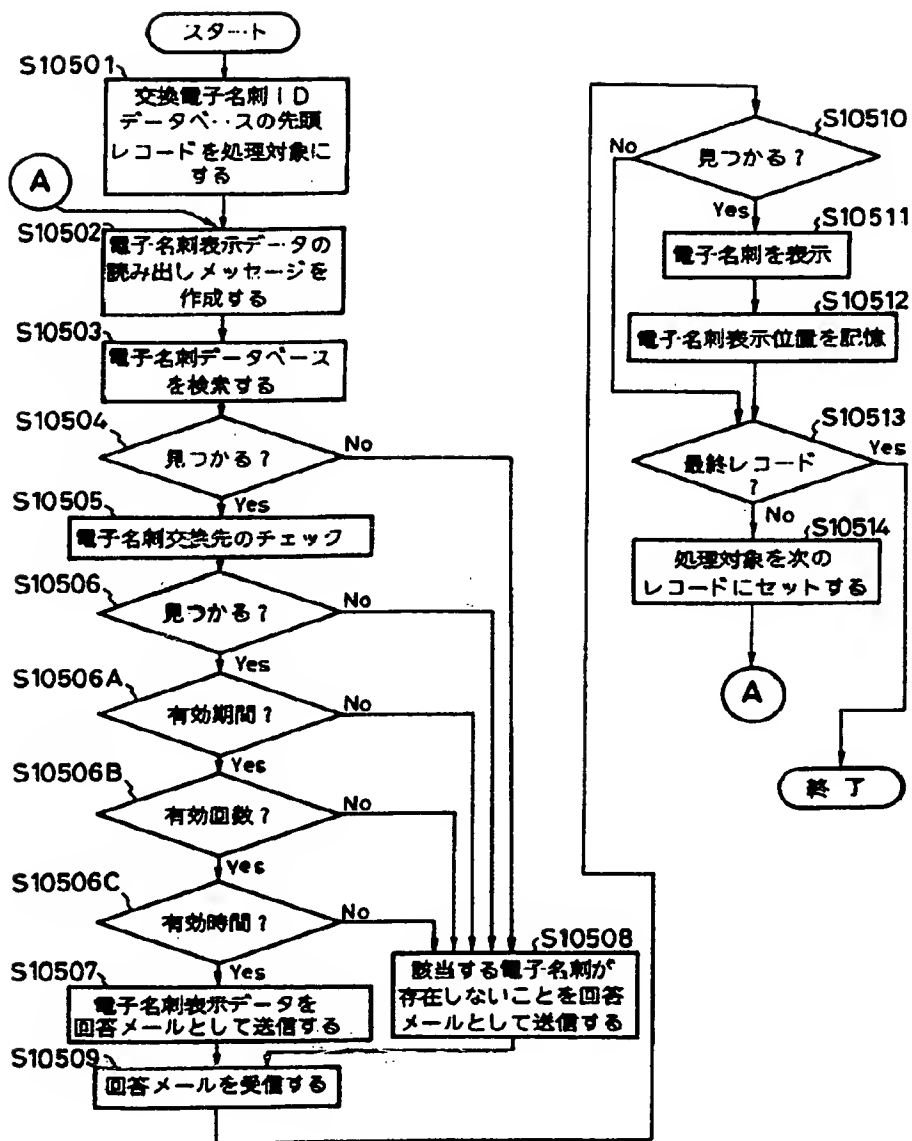 スタート
S10501
交換電子名刺ID
データベースの先頭
レコードを処理対象に
する
A
S10502
電子名刺表示データの
読み出しメッセージを
作成する
S10503
電子名刺データベース
を検索する
S10504
見つかる?
No
Yes
S10505
電子名刺交換先のチェック
S10506
見つかる?
No
Yes
S10506A
有効期間?
No
Yes
S10506B
有効回数?
No
Yes
S10506C
有効時間?
No
Yes
S10507
電子名刺表示データを
回答メールとして送信する
S10508
該当する電子名刺が
存在しないことを回答
メールとして送信する
S10509
回答メールを受信する
S10510
見つかる?
No
Yes
S10511
電子名刺を表示
S10512
電子名刺表示位置を記憶
S10513
最終レコード
?
Yes
No
S10514
処理対象を次の
レコードにセットする
A
終了